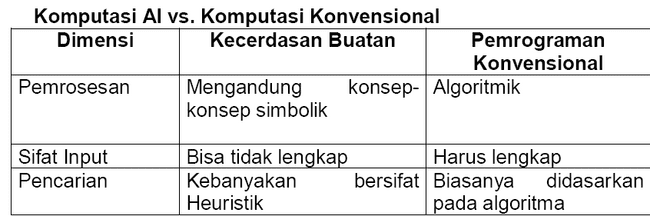 Komputasi AI vs. Komputasi Konvensional
Dimensi Kecerdasan Buatan Pemrograman
Konvensional
Pemrosesan Mengandung konsep- Algoritmik
konsep simbolik
Sifat Input Bisa tidak lengkap Harus lengkap
Pencarian Kebanyakan bersifat Biasanya didasarkan
Heuristik pada algoritma